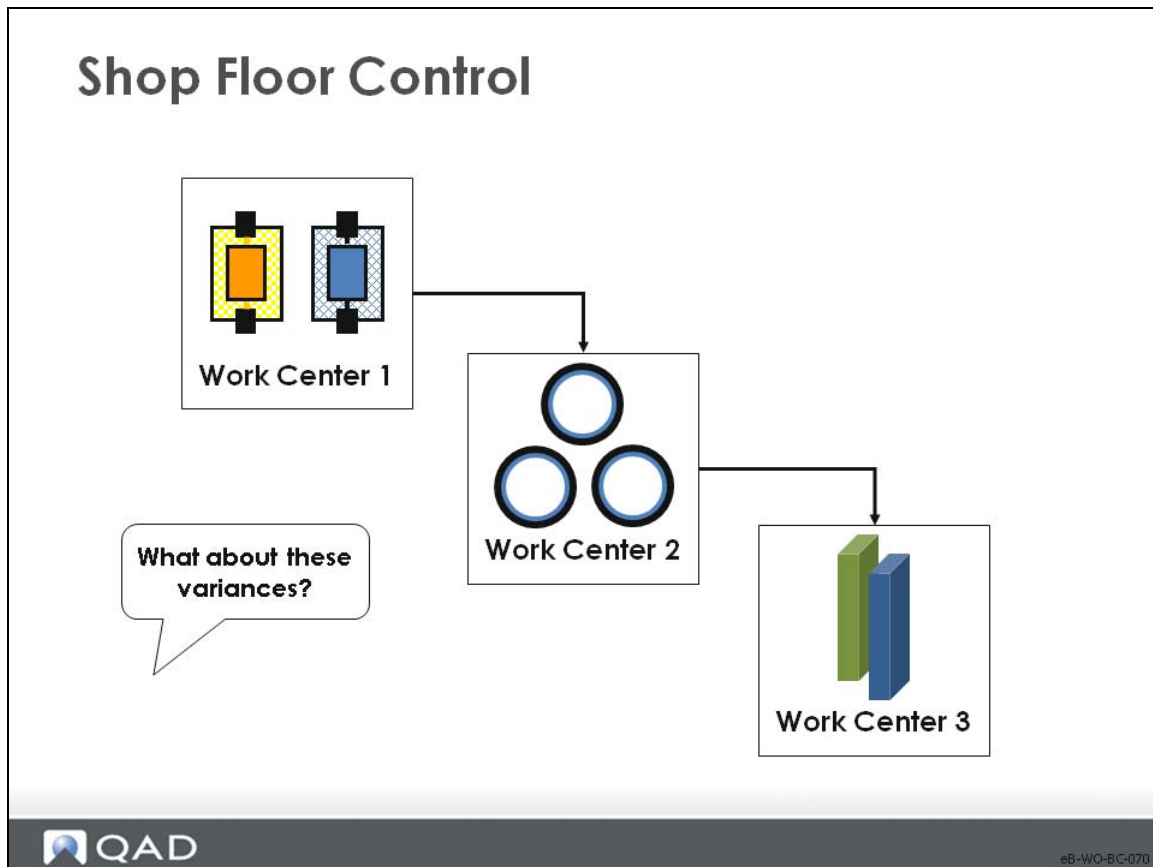 Shop Floor Control
Work Center 1
Work Center 2
What about these
variances?
Work Center 3
QAD
eB-WO-BC-070